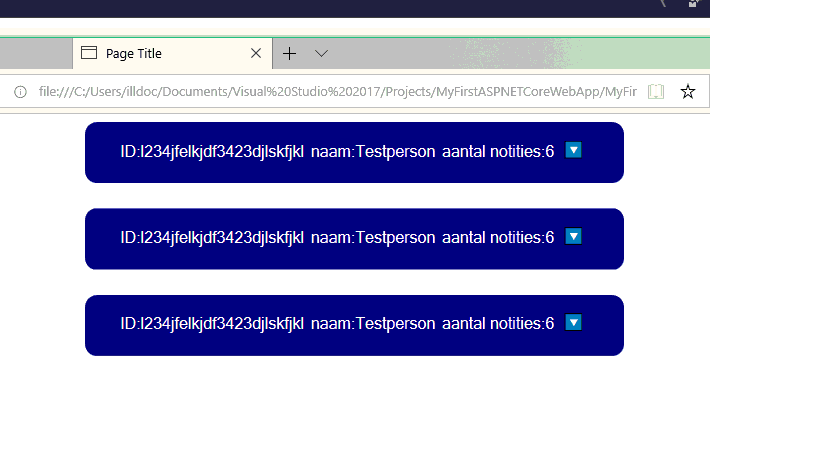 Page Title
file:///C:/Users/illdoc/Documents/Visual%20Studio%202017/Projects/MyFirstASPNETCoreWebApp/MyFir
ID:l234jfelkjdf3423djlskfjkl naam:Testperson aantal notities:6
ID:l234jfelkjdf3423djlskfjkl naam:Testperson aantal notities:6
ID:l234jfelkjdf3423djlskfjkl naam:Testperson aantal notities:6